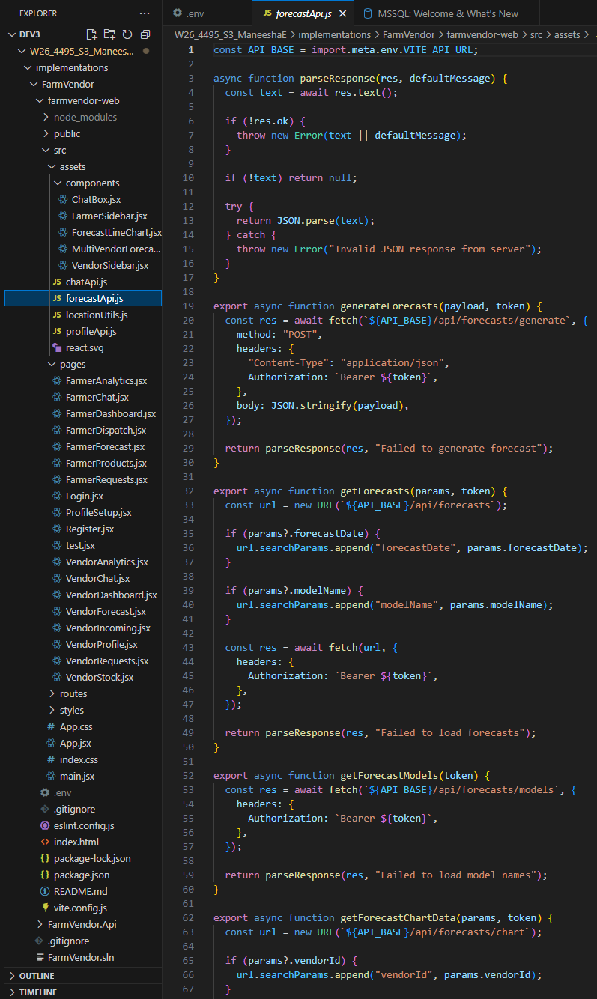 EXPLORER
DEV3
W26_4495_S3_Manees...
implementations
FarmVendor
farmvendor-web
node_modules
public
src
assets
components
ChatBox.jsx
FarmerSidebar.jsx
ForecastLineChart.jsx
MultiVendorForeca...
VendorSidebar.jsx
chatApi.js
forecastApi.js
locationUtils.js
profileApi.js
react.svg
pages
FarmerAnalytics.jsx
FarmerChat.jsx
FarmerDashboard.jsx
FarmerDispatch.jsx
FarmerForecast.jsx
FarmerProducts.jsx
FarmerRequests.jsx
Login.jsx
ProfileSetup.jsx
Register.jsx
test.jsx
VendorAnalytics.jsx
VendorChat.jsx
VendorDashboard.jsx
VendorForecast.jsx
VendorIncoming.jsx
VendorProfile.jsx
VendorRequests.jsx
VendorStock.jsx
routes
styles
App.css
App.jsx
index.css
main.jsx
.env
.gitignore
eslint.config.js
index.html
package-lock.json
package.json
README.md
vite.config.js
FarmVendor.Api
.gitignore
FarmVendor.sln
OUTLINE
TIMELINE
.env
JS forecastApi.js
MSSQL: Welcome & What's New
W26_4495_S3_ManeeshaE > implementations > FarmVendor > farmvendor-web > src > assets >
1 const API_BASE = import.meta.env.VITE_API_URL;
2
3 async function parseResponse(res, defaultMessage) {
4   const text = await res.text();
5
6   if (!res.ok) {
7     throw new Error(text || defaultMessage);
8   }
9
10   if (!text) return null;
11
12   try {
13     return JSON.parse(text);
14   } catch {
15     throw new Error("Invalid JSON response from server");
16   }
17 }
18
19 export async function generateForecasts(payload, token) {
20   const res = await fetch(`${API_BASE}/api/forecasts/generate`, {
21     method: "POST",
22     headers: {
23       "Content-Type": "application/json",
24       Authorization: `Bearer ${token}`,
25     },
26     body: JSON.stringify(payload),
27   });
28
29   return parseResponse(res, "Failed to generate forecast");
30 }
31
32 export async function getForecasts(params, token) {
33   const url = new URL(`${API_BASE}/api/forecasts`);
34
35   if (params?.forecastDate) {
36     url.searchParams.append("forecastDate", params.forecastDate);
37   }
38
39   if (params?.modelName) {
40     url.searchParams.append("modelName", params.modelName);
41   }
42
43   const res = await fetch(url, {
44     headers: {
45       Authorization: `Bearer ${token}`,
46     },
47   });
48
49   return parseResponse(res, "Failed to load forecasts");
50 }
51
52 export async function getForecastModels(token) {
53   const res = await fetch(`${API_BASE}/api/forecasts/models`, {
54     headers: {
55       Authorization: `Bearer ${token}`,
56     },
57   });
58
59   return parseResponse(res, "Failed to load model names");
60 }
61
62 export async function getForecastChartData(params, token) {
63   const url = new URL(`${API_BASE}/api/forecasts/chart`);
64
65   if (params?.vendorId) {
66     url.searchParams.append("vendorId", params.vendorId);
67   }